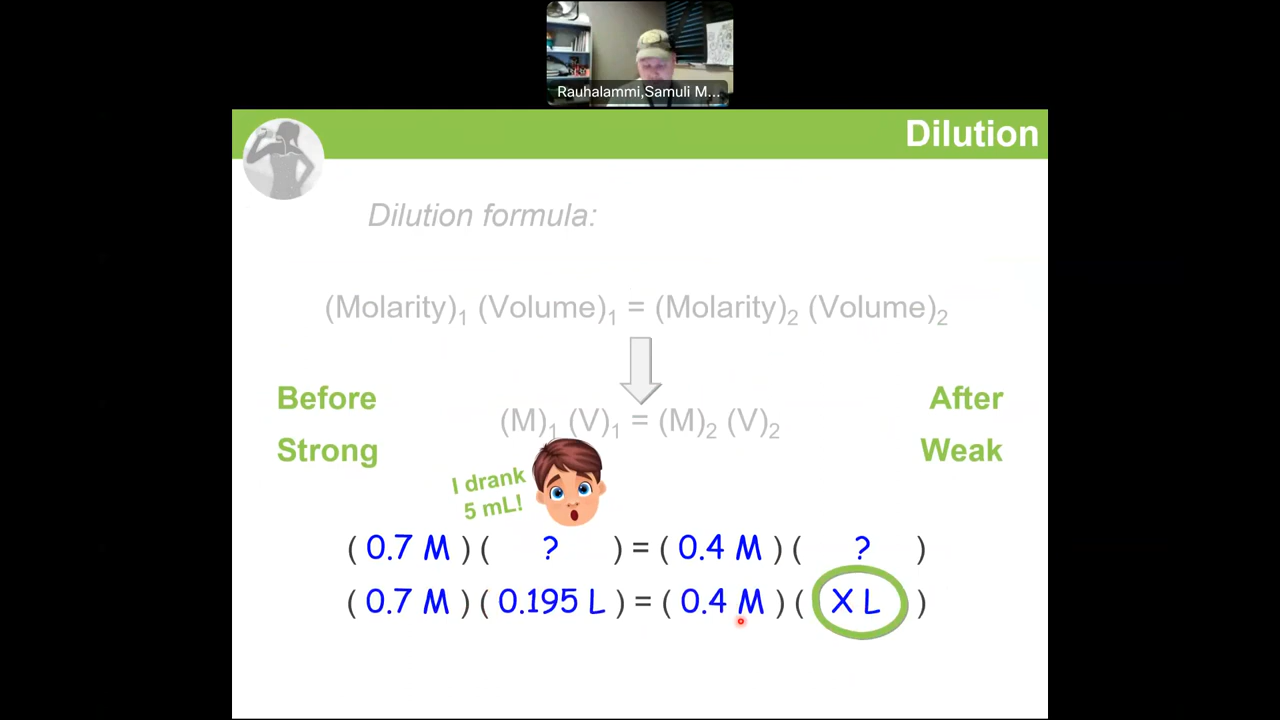 Rauhalammi,Samuli M...
Dilution
Dilution formula:
(Molarity)₁ (Volume)₁ = (Molarity)₂ (Volume)₂
Before
After
(M)₁ (V)₁ = (M)₂ (V)₂
Strong
Weak
I drank
5 mL!
( 0.7 M ) ( ? ) = ( 0.4 M ) ( ? )
( 0.7 M ) ( 0.195 L ) = ( 0.4 M ) ( X L )